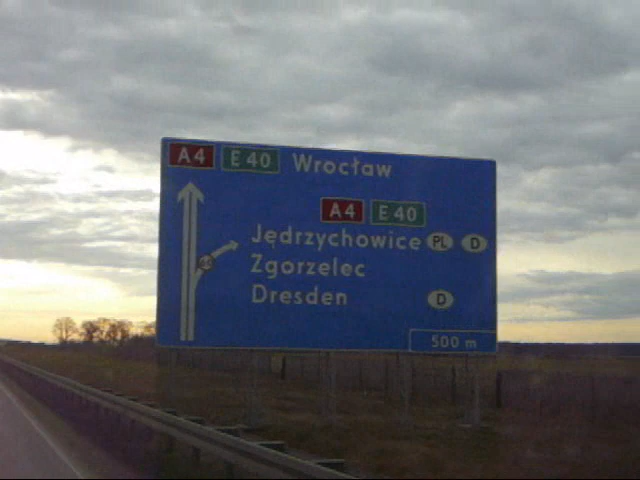 A4 E 40 Wrocław
A4 E 40
Jędrzychowice PL D
Zgorzelec
Dresden D
500 m